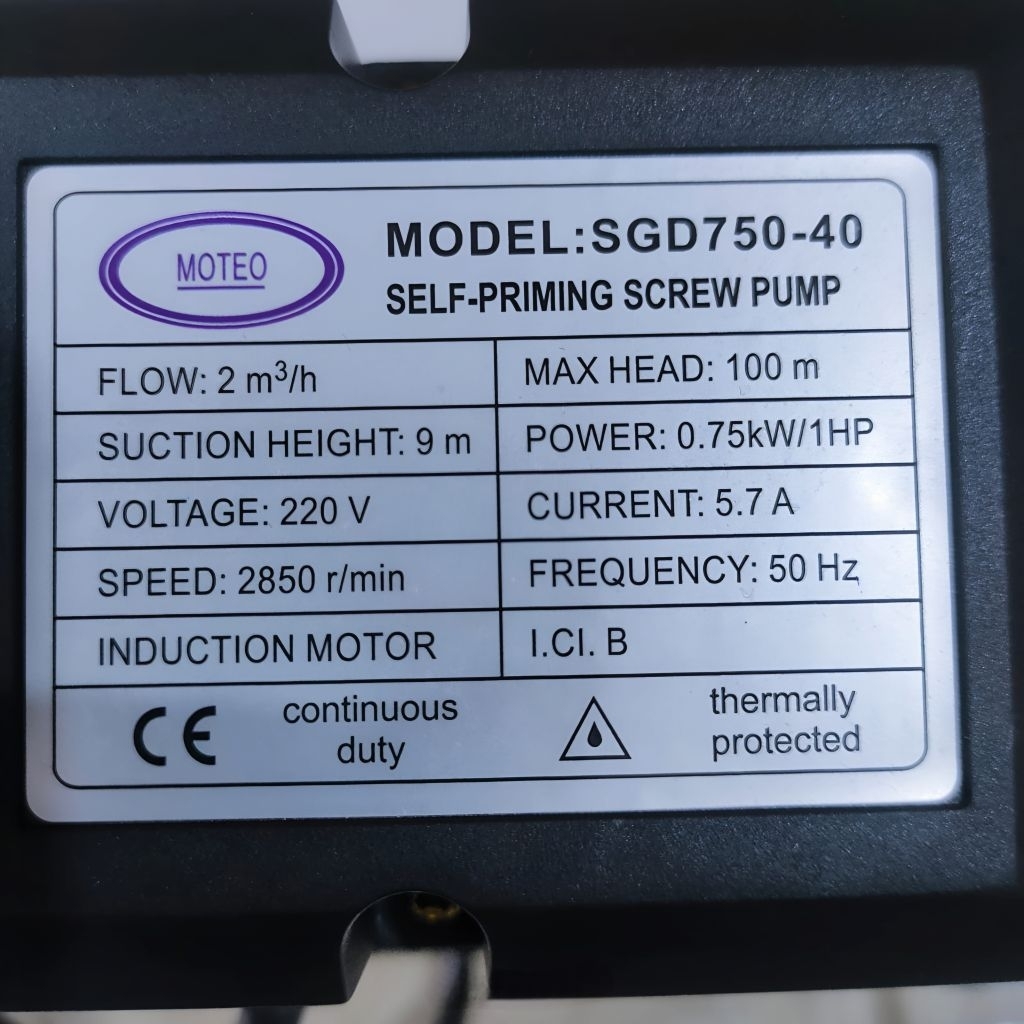 MOTEO
MODEL:SGD750-40
SELF-PRIMING SCREW PUMP
FLOW: 2 m³/h
MAX HEAD: 100 m
SUCTION HEIGHT: 9 m
POWER: 0.75kW/1HP
VOLTAGE: 220 V
CURRENT: 5.7 A
SPEED: 2850 r/min
FREQUENCY: 50 Hz
INDUCTION MOTOR
I.CI. B
CE
continuous
duty
thermally
protected